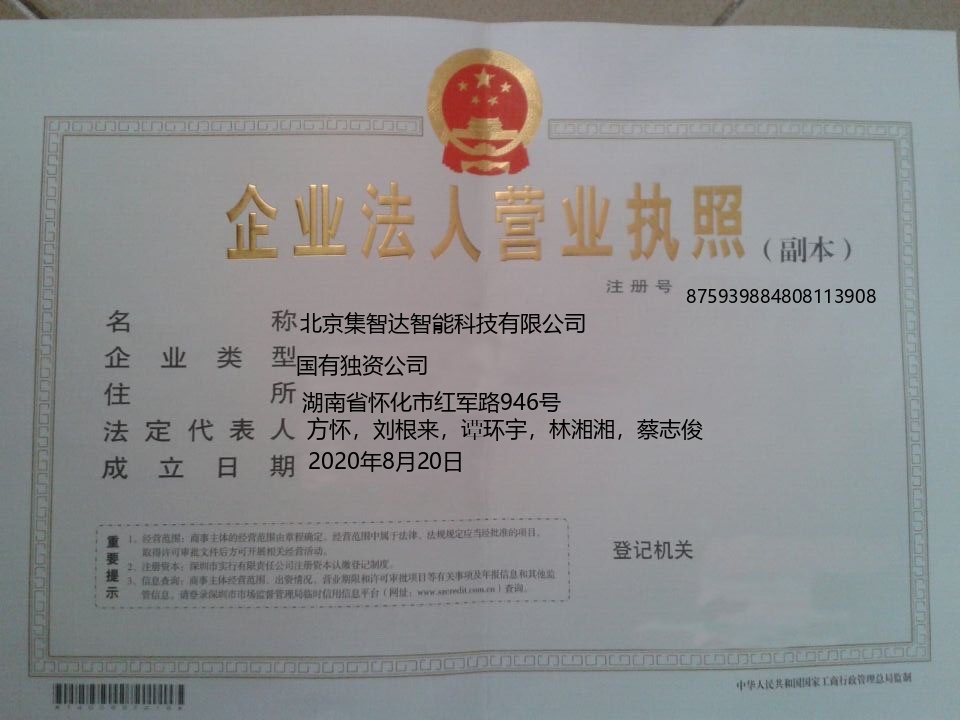 企业法人营业执照
（副本）
注册号 875939884808113908
名称 北京集智达智能科技有限公司
企业类型 国有独资公司
住所 湖南省怀化市红军路946号
法定代表人 方怀，刘根来，谭环宇，林湘湘，蔡志俊
成立日期 2020年8月20日
重要提示
1、经营范围：商事主体的经营范围由章程确定。经营范围中属于法律、法规规定应当经批准的项目，
取得许可审批文件后方可开展相关经营活动。
2、注册资本：深圳市实行有限责任公司注册资本认缴登记制度。
3、信息查询：商事主体经营范围、出资情况、营业期限和许可审批项目等有关事项及年报信息和其他监
管信息，请登录深圳市市场监督管理局临时信用信息平台（网址：www.szcredit.com.cn）查询。
登记机关
中华人民共和国国家工商行政管理总局监制